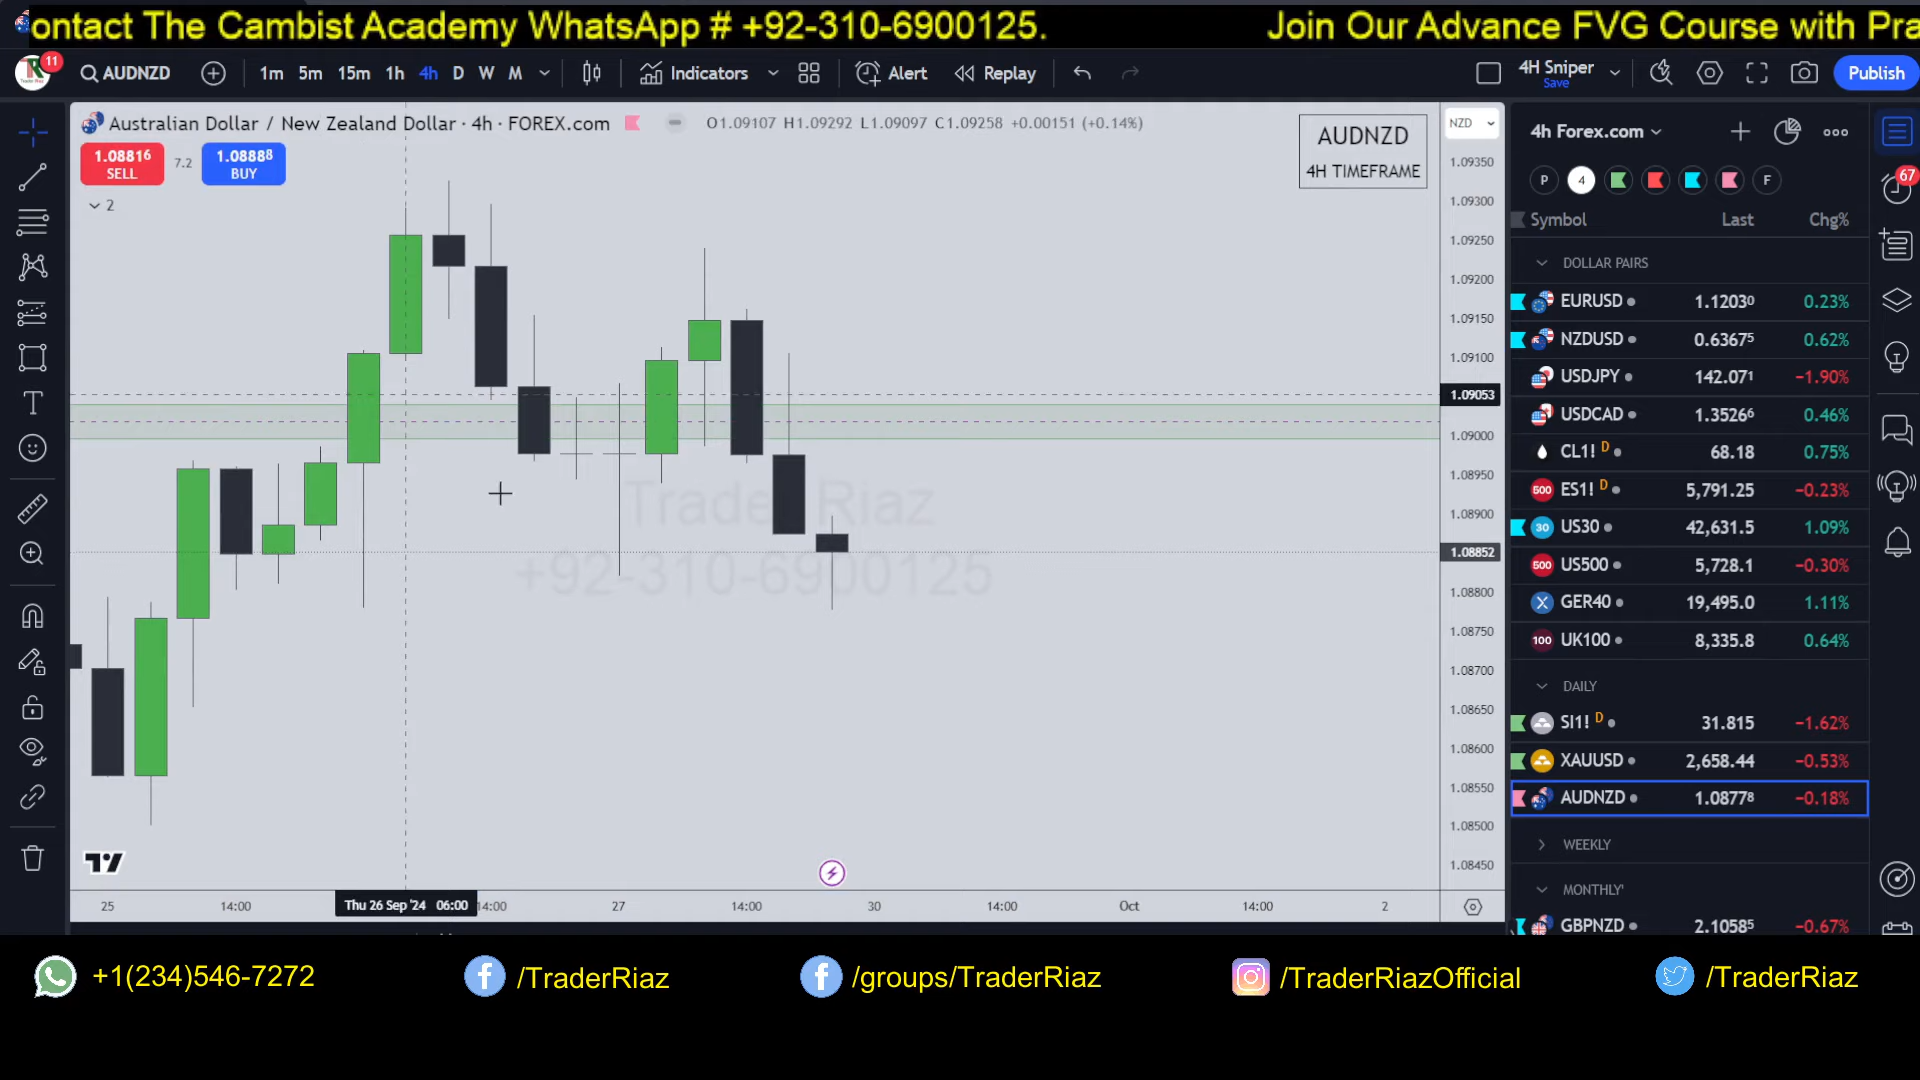 ontact The Cambist Academy WhatsApp # +92-310-6900125. Join Our Advance FVG Course with Pra
11
AUDNZD 1m 5m 15m 1h 4h D W M Indicators Alert Replay 4H Sniper Save Publish
Australian Dollar / New Zealand Dollar · 4h · FOREX.com O1.09107 H1.09292 L1.09097 C1.09258 +0.00151 (+0.14%)
1.08816 SELL 7.2 1.08888 BUY
2
AUDNZD
4H TIMEFRAME
NZD
1.09350
1.09300
1.09250
1.09200
1.09150
1.09100
1.09053
1.09000
1.08950
1.08900
1.08852
1.08800
1.08750
1.08700
1.08650
1.08600
1.08550
1.08500
1.08450
Trader Riaz
+92-310-6900125
25 14:00 Thu 26 Sep '24 06:00 14:00 27 14:00 30 14:00 Oct 14:00 2
4h Forex.com
P 4 F
67
Symbol Last Chg%
DOLLAR PAIRS
EURUSD 1.12030 0.23%
NZDUSD 0.63675 0.62%
USDJPY 142.071 −1.90%
USDCAD 1.35266 0.46%
CL1! D 68.18 0.75%
500 ES1! D 5,791.25 −0.23%
30 US30 42,631.5 1.09%
500 US500 5,728.1 −0.30%
X GER40 19,495.0 1.11%
100 UK100 8,335.8 0.64%
DAILY
SI1! D 31.815 −1.62%
XAUUSD 2,658.44 −0.53%
AUDNZD 1.08778 −0.18%
WEEKLY
MONTHLY'
GBPNZD 2.10585 −0.67%
+1(234)546-7272 /TraderRiaz /groups/TraderRiaz /TraderRiazOfficial /TraderRiaz